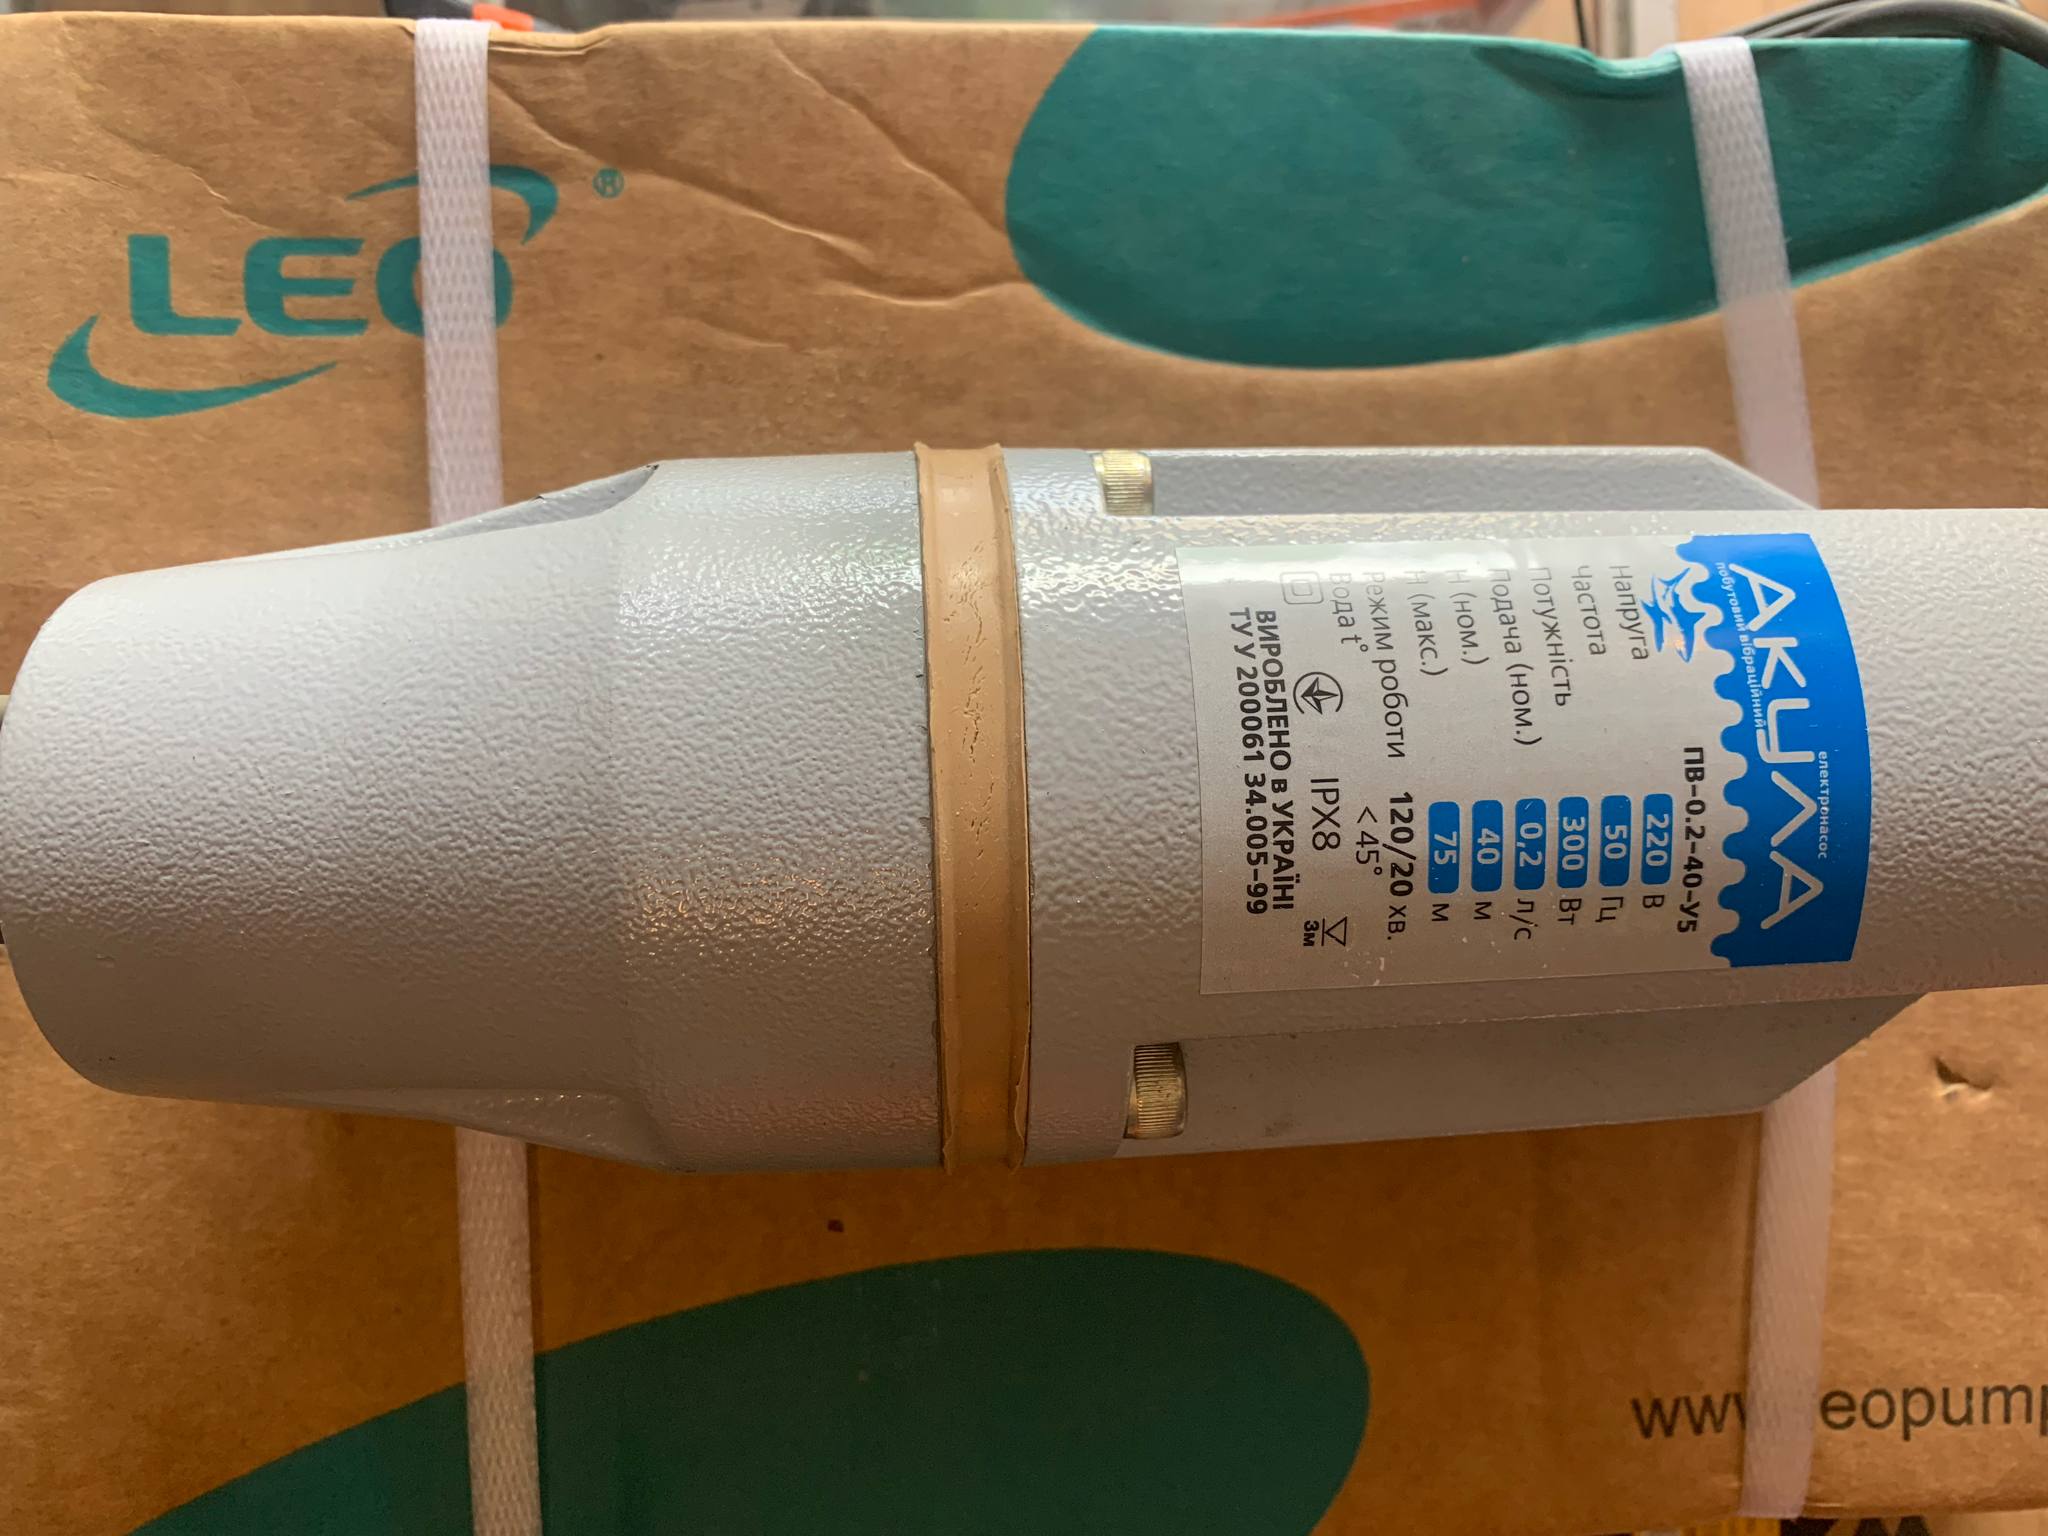 LEO®
електронасос
АКУЛА
побутовий вібраційний
ПВ-0.2-40-У5
Напруга 220 В
Частота 50 Гц
Потужність 300 Вт
Подача (ном.) 0,2 л/с
Н (ном.) 40 м
Н (макс.) 75 м
Режим роботи 120/20 хв.
Вода t° <45°
IPX8 3м
ВИРОБЛЕНО в УКРАЇНІ
ТУ У 200061 34.005-99
www. eopump